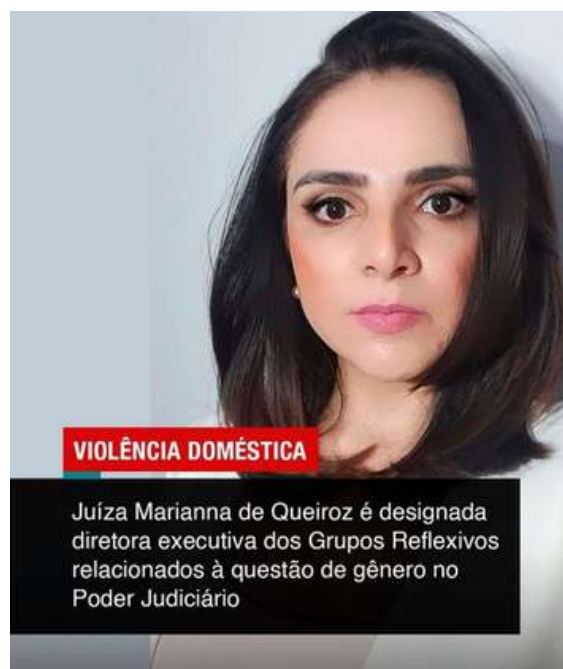 VIOLÊNCIA DOMÉSTICA
Juíza Marianna de Queiroz é designada
diretora executiva dos Grupos Reflexivos
relacionados à questão de gênero no
Poder Judiciário